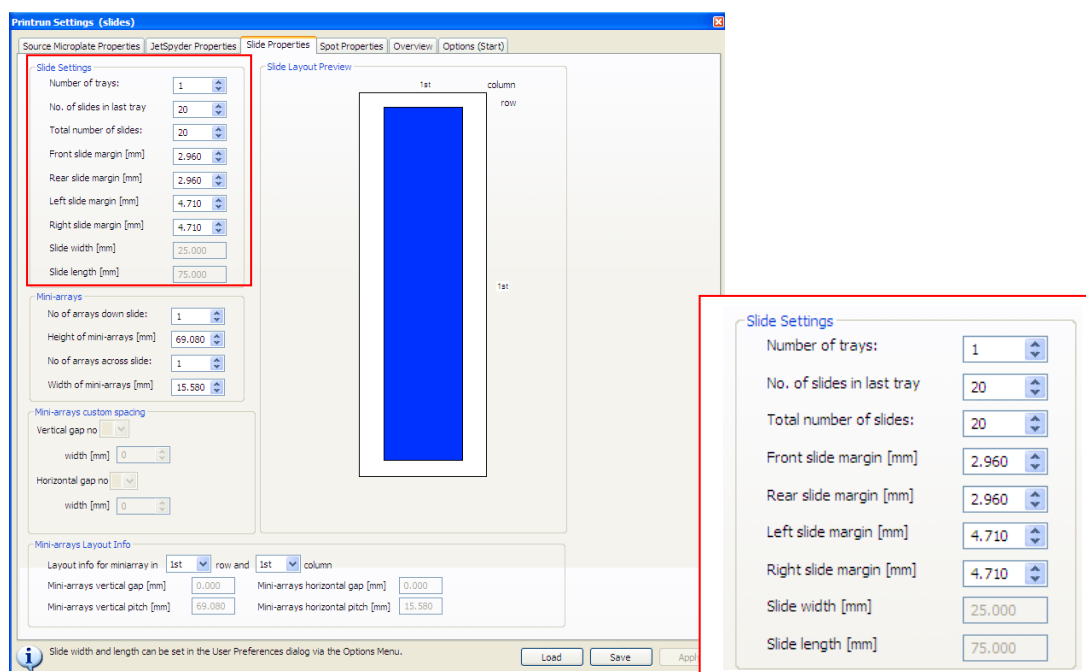 Printrun Settings (slides)
Source Microplate Properties JetSpyder Properties Slide Properties Spot Properties Overview Options (Start)
Slide Settings
Number of trays: 1
No. of slides in last tray 20
Total number of slides: 20
Front slide margin [mm] 2.960
Rear slide margin [mm] 2.960
Left slide margin [mm] 4.710
Right slide margin [mm] 4.710
Slide width [mm] 25.000
Slide length [mm] 75.000
Slide Layout Preview
1st column
row
1st
Mini-arrays
No of arrays down slide: 1
Height of mini-arrays [mm] 69.080
No of arrays across slide: 1
Width of mini-arrays [mm] 15.580
Mini-arrays custom spacing
Vertical gap no
width [mm] 0
Horizontal gap no
width [mm] 0
Mini-arrays Layout Info
Layout info for miniarray in 1st row and 1st column
Mini-arrays vertical gap [mm] 0.000 Mini-arrays horizontal gap [mm] 0.000
Mini-arrays vertical pitch [mm] 69.080 Mini-arrays horizontal pitch [mm] 15.580
Slide width and length can be set in the User Preferences dialog via the Options Menu.
Load Save Appl
Slide Settings
Number of trays: 1
No. of slides in last tray 20
Total number of slides: 20
Front slide margin [mm] 2.960
Rear slide margin [mm] 2.960
Left slide margin [mm] 4.710
Right slide margin [mm] 4.710
Slide width [mm] 25.000
Slide length [mm] 75.000